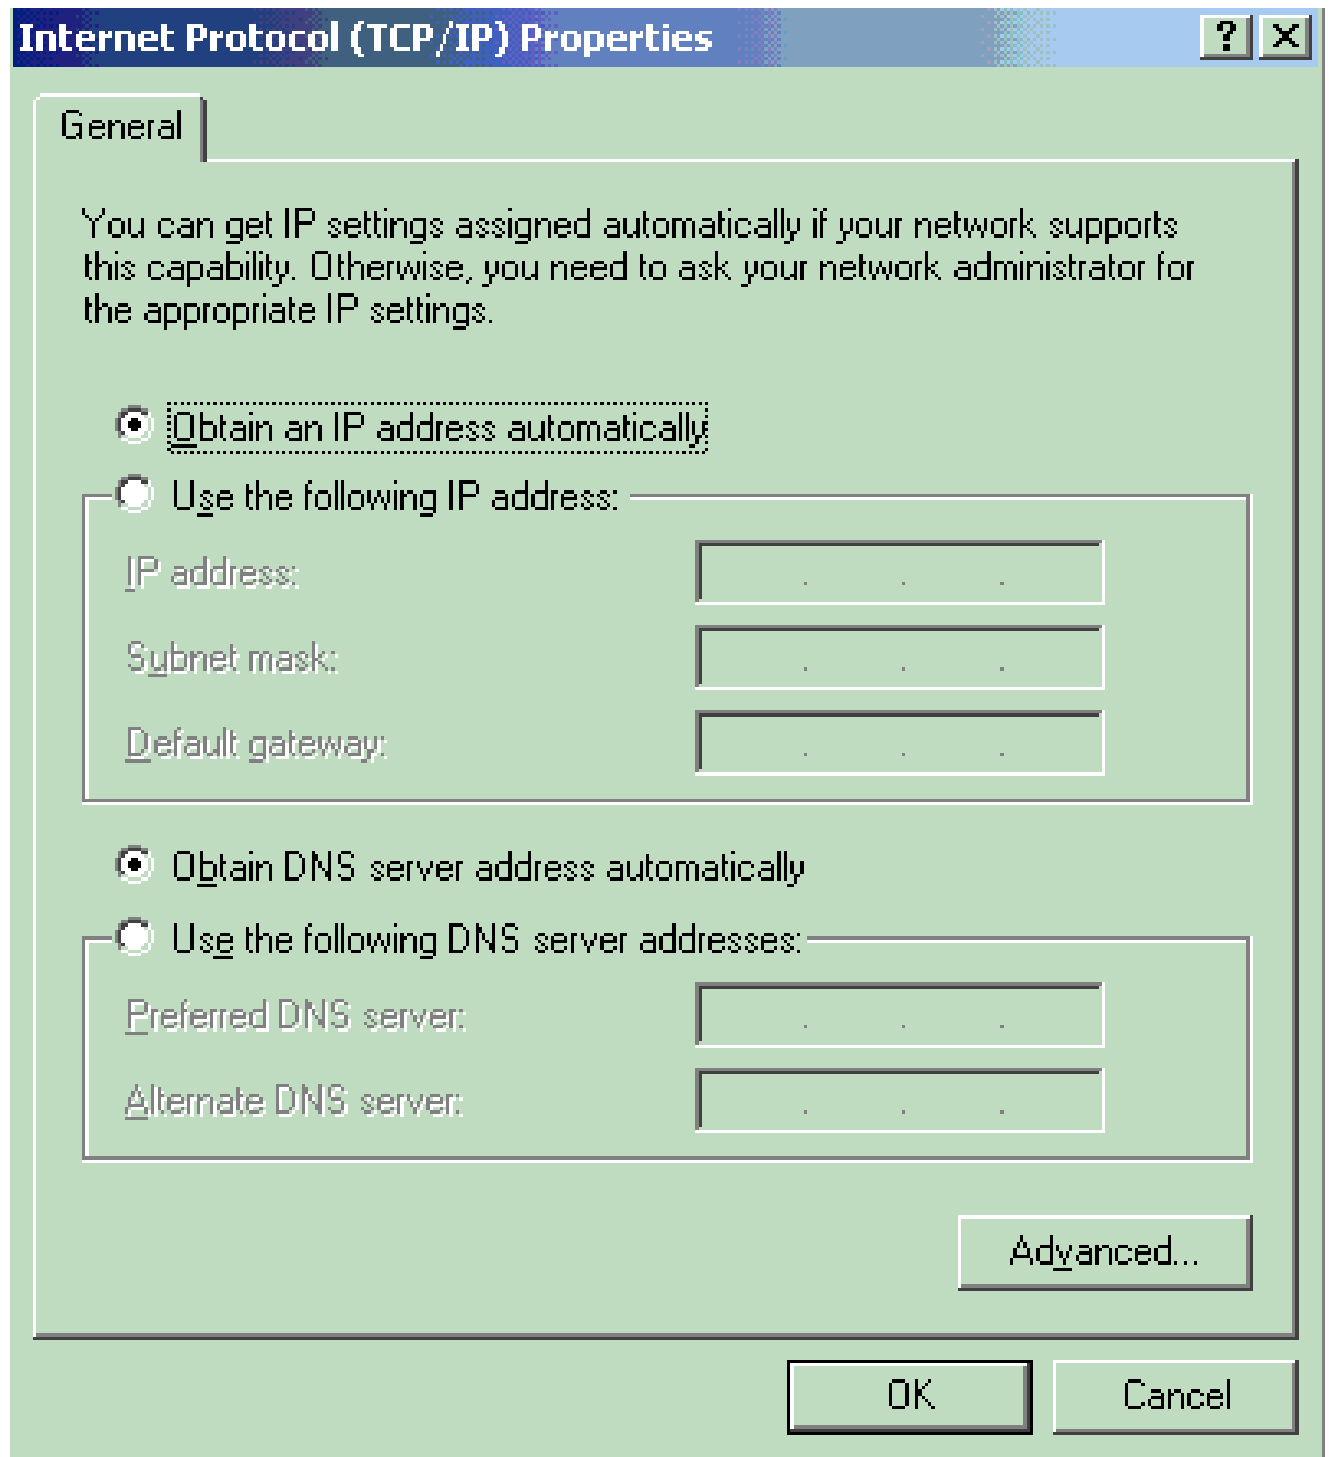 Internet Protocol (TCP/IP) Properties
General
You can get IP settings assigned automatically if your network supports
this capability. Otherwise, you need to ask your network administrator for
the appropriate IP settings.
Obtain an IP address automatically
Use the following IP address:
IP address:
Subnet mask:
Default gateway:
Obtain DNS server address automatically
Use the following DNS server addresses:
Preferred DNS server:
Alternate DNS server:
Advanced...
OK Cancel